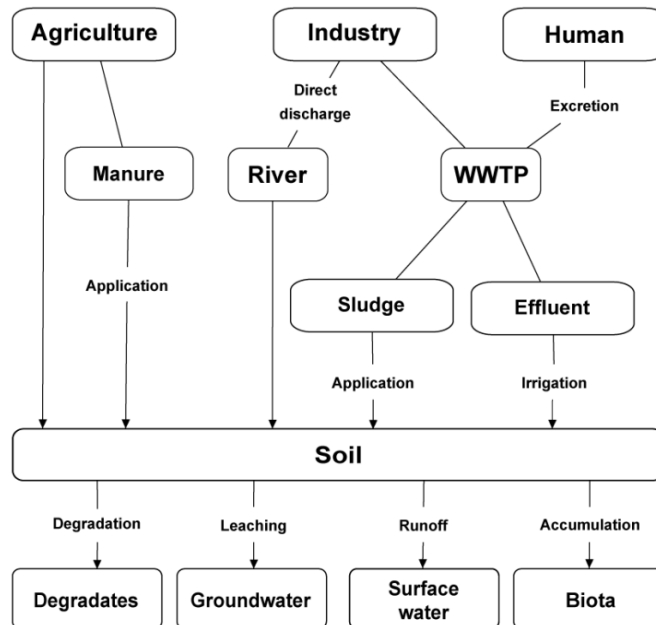 Agriculture
Industry
Human
Direct
discharge
Excretion
Manure
River
WWTP
Application
Sludge
Effluent
Application
Irrigation
Soil
Degradation
Leaching
Runoff
Accumulation
Degradates
Groundwater
Surface
water
Biota